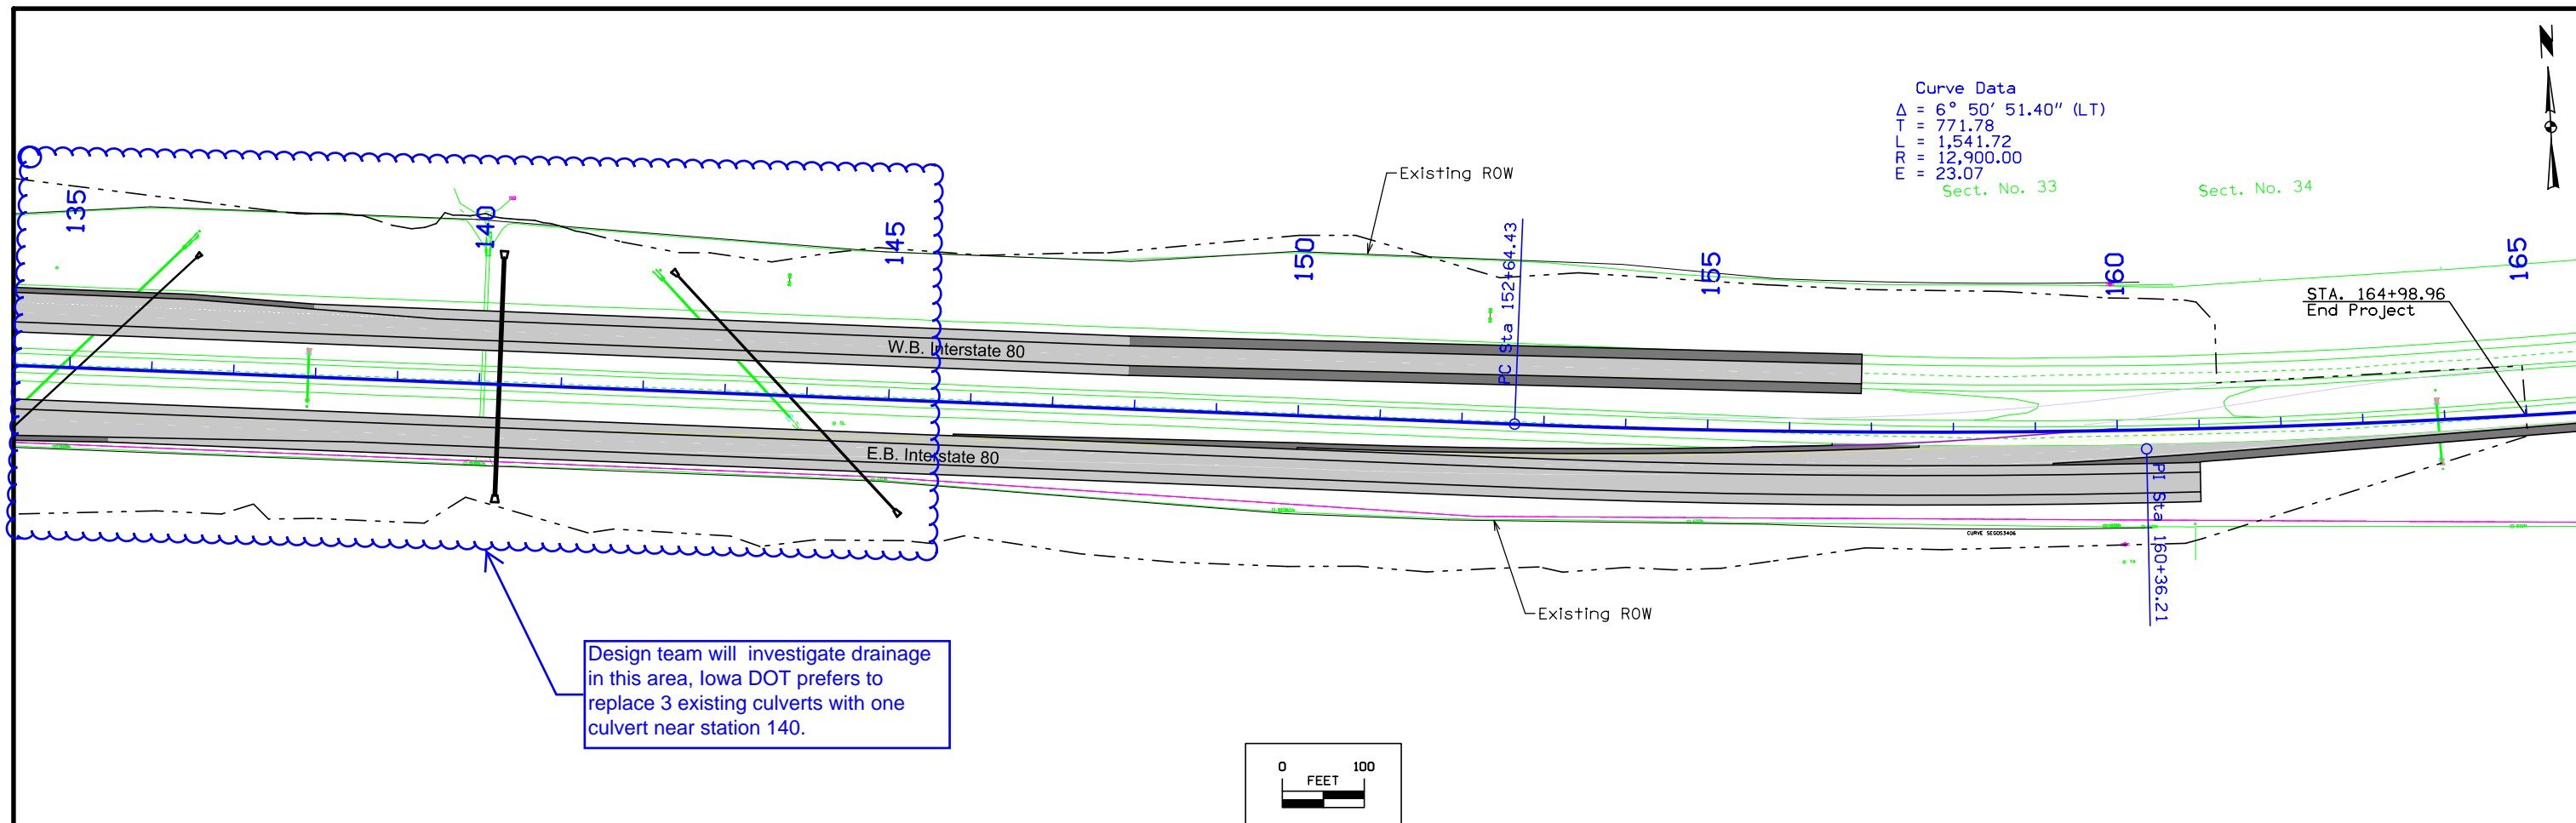 N
Curve Data
Δ = 6° 50' 51.40" (LT)
T = 771.78
L = 1,541.72
R = 12,900.00
E = 23.07
Sect. No. 33
Sect. No. 34
Existing ROW
135
140
145
150
155
160
165
PC Sta 152+64.43
STA. 164+98.96
End Project
W.B. Interstate 80
E.B. Interstate 80
PI Sta 160+36.21
Existing ROW
Design team will investigate drainage
in this area, Iowa DOT prefers to
replace 3 existing culverts with one
culvert near station 140.
0 100
FEET